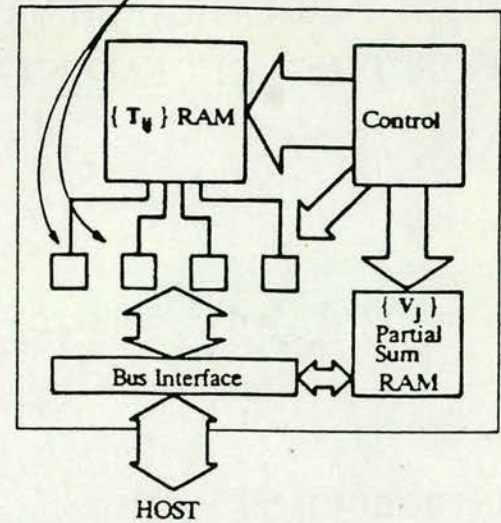 { Tij } RAM
Control
{ Vj }
Partial
Sum
RAM
Bus Interface
HOST